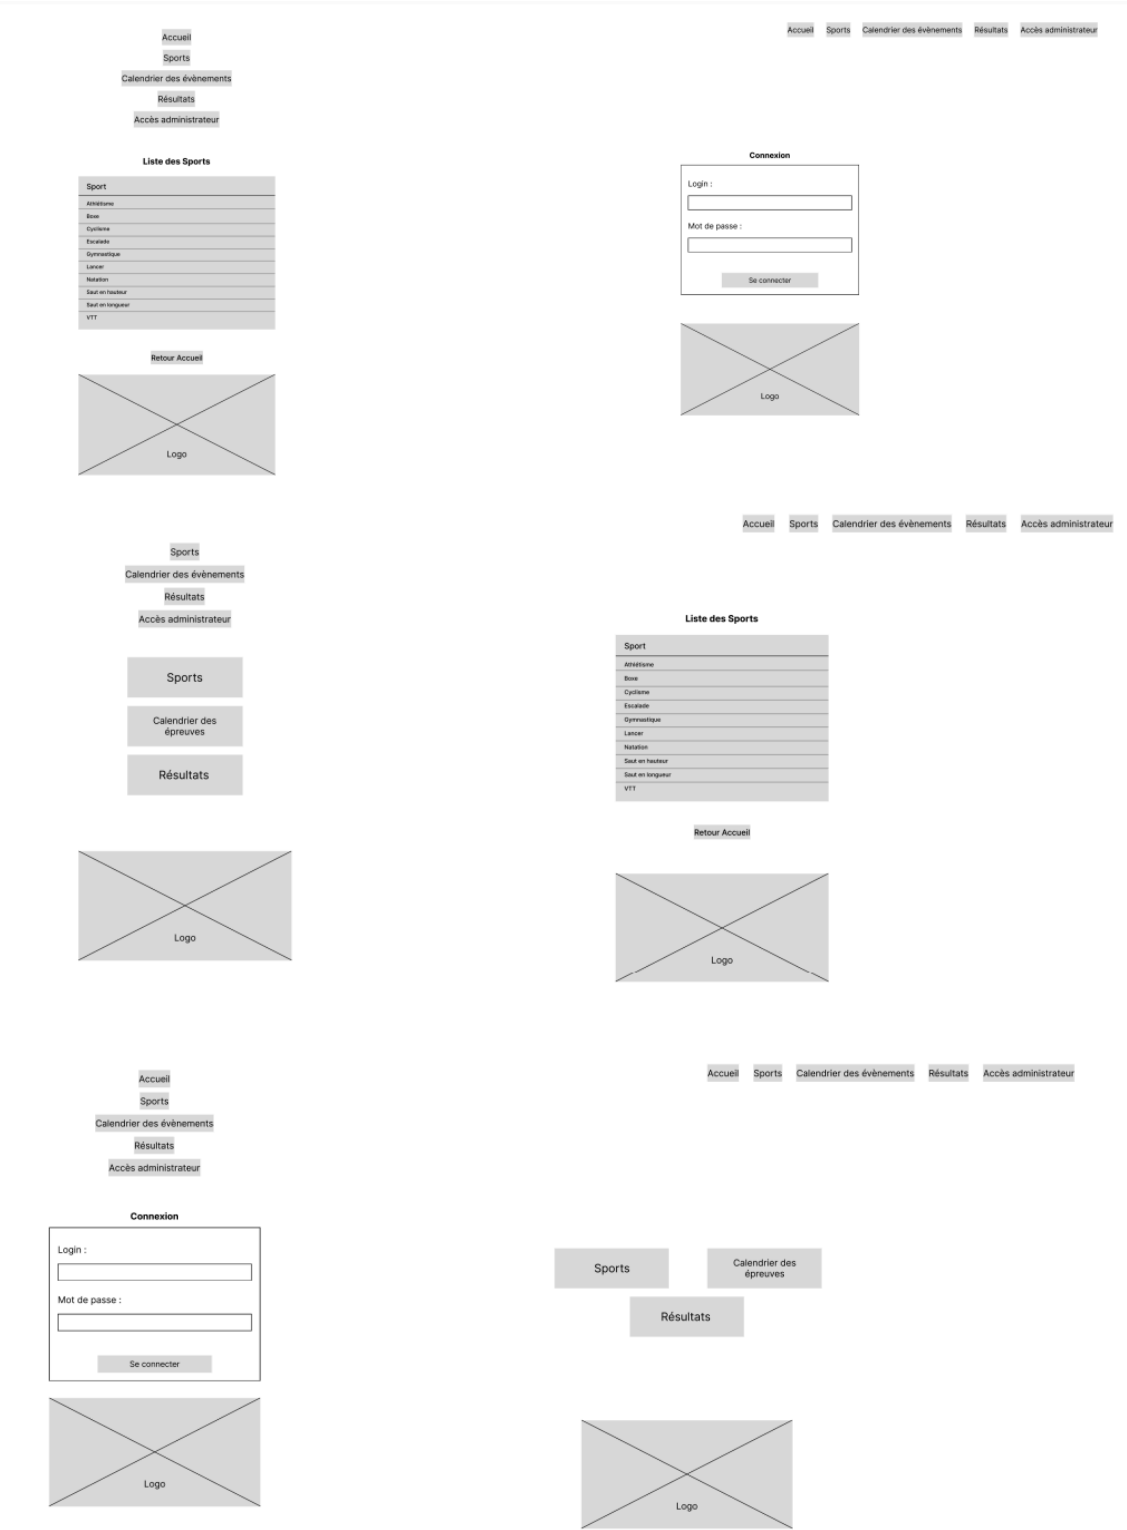 Accueil
Sports
Calendrier des évènements
Résultats
Accès administrateur
Liste des Sports
Sport
Athlétisme
Boxe
Cyclisme
Escalade
Gymnastique
Lancer
Natation
Saut en hauteur
Saut en longueur
VTT
Retour Accueil
Logo
Accueil Sports Calendrier des évènements Résultats Accès administrateur
Connexion
Login :
Mot de passe :
Se connecter
Logo
Sports
Calendrier des évènements
Résultats
Accès administrateur
Sports
Calendrier des
épreuves
Résultats
Logo
Accueil Sports Calendrier des évènements Résultats Accès administrateur
Liste des Sports
Sport
Athlétisme
Boxe
Cyclisme
Escalade
Gymnastique
Lancer
Natation
Saut en hauteur
Saut en longueur
VTT
Retour Accueil
Logo
Accueil
Sports
Calendrier des évènements
Résultats
Accès administrateur
Connexion
Login :
Mot de passe :
Se connecter
Logo
Accueil Sports Calendrier des évènements Résultats Accès administrateur
Sports
Calendrier des
épreuves
Résultats
Logo